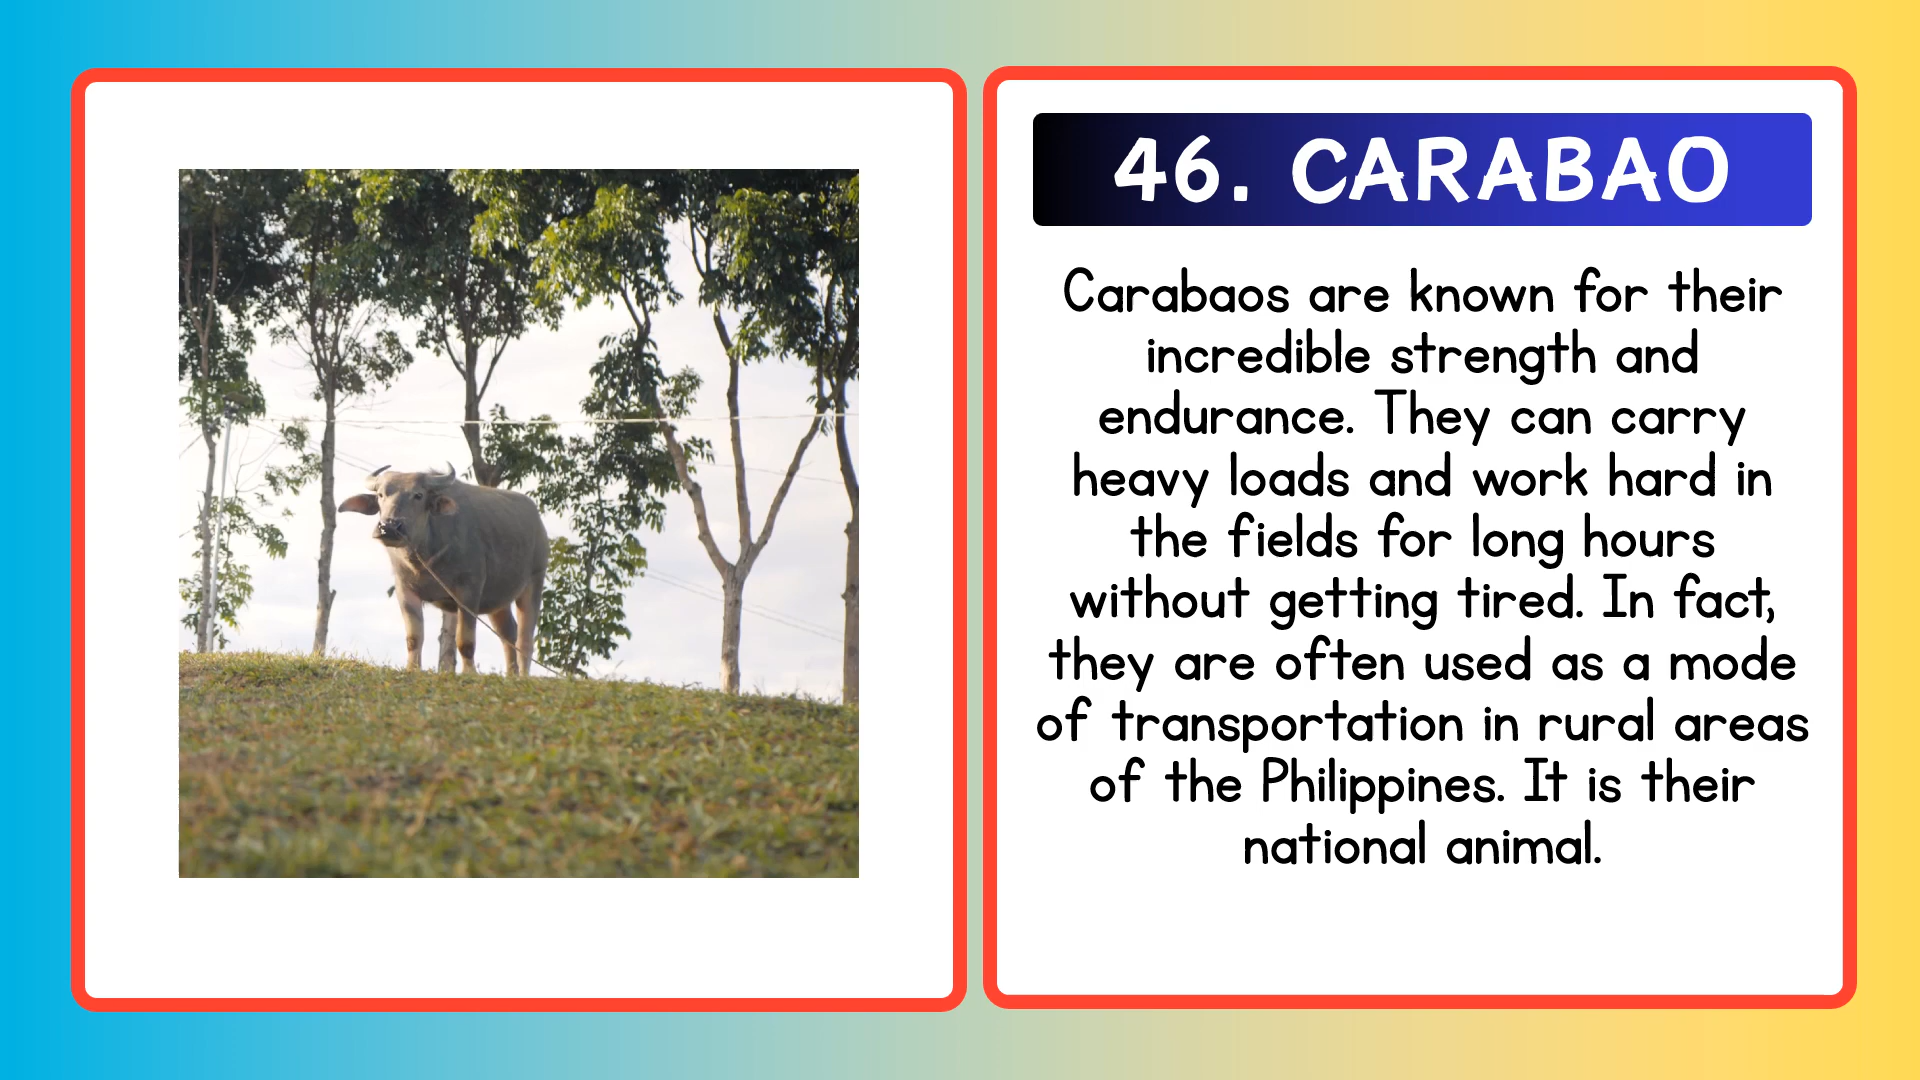 46. CARABAO
Carabaos are known for their
incredible strength and
endurance. They can carry
heavy loads and work hard in
the fields for long hours
without getting tired. In fact,
they are often used as a mode
of transportation in rural areas
of the Philippines. It is their
national animal.